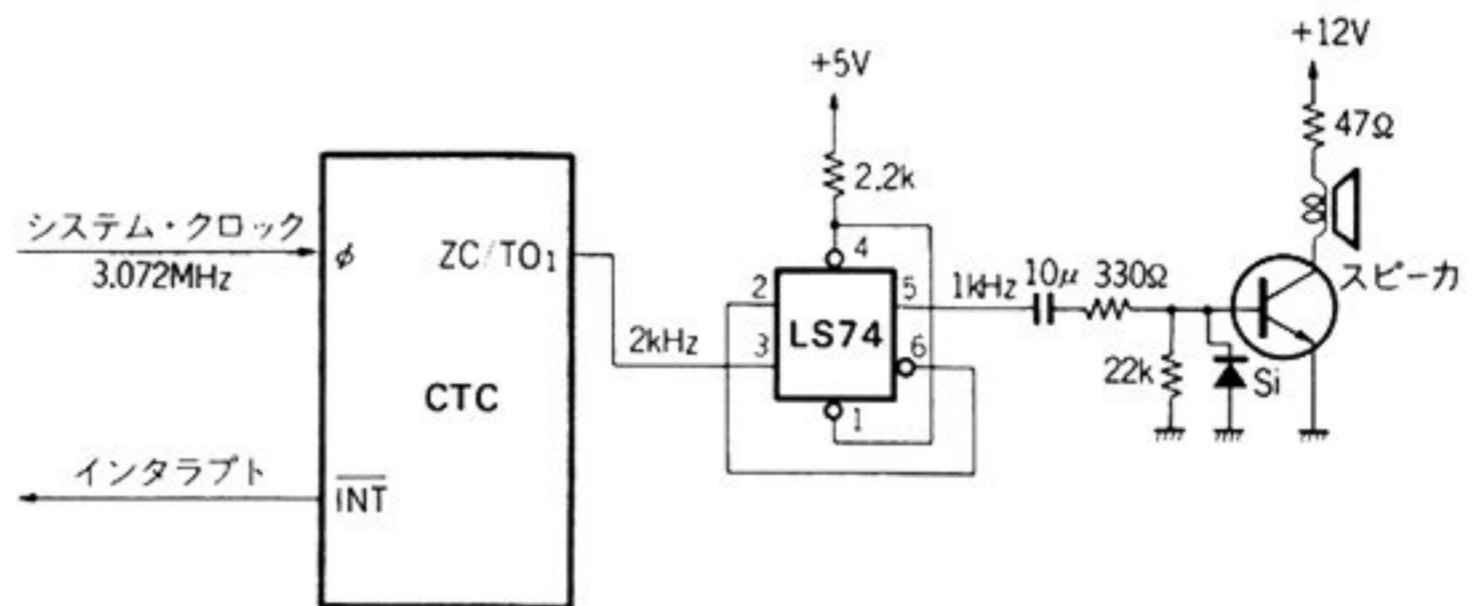 +12V
+5V
47Ω
2.2k
システム・クロック
3.072MHz
φ
ZC/TO1
4
スピーカ
2
5
1kHz
10μ
330Ω
LS74
2kHz
3
6
22k
Si
CTC
1
インタラプト
INT